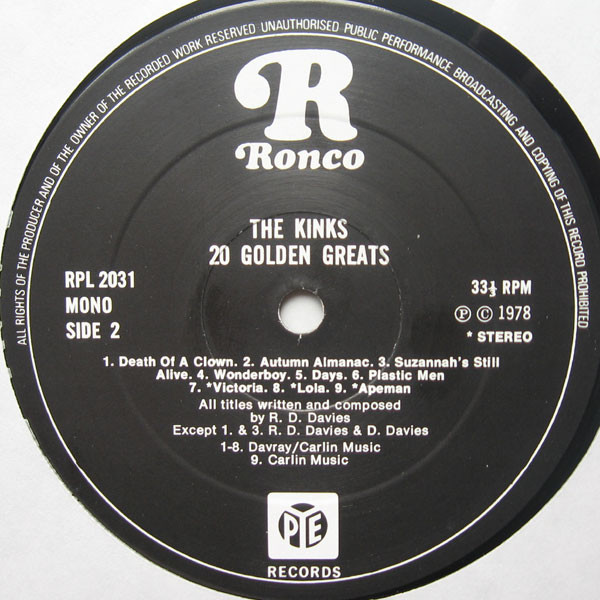 ALL RIGHTS OF THE PRODUCER AND OF THE OWNER OF THE RECORDED WORK RESERVED UNAUTHORISED PUBLIC PERFORMANCE BROADCASTING AND COPYING OF THIS RECORD PROHIBITED
R
Ronco
THE KINKS
20 GOLDEN GREATS
RPL 2031
MONO
SIDE 2
33⅓ RPM
Ⓟ © 1978
* STEREO
1. Death Of A Clown. 2. Autumn Almanac. 3. Suzannah's Still
Alive. 4. Wonderboy. 5. Days. 6. Plastic Men
7. *Victoria. 8. *Lola. 9. *Apeman
All titles written and composed
by R. D. Davies
Except 1. & 3. R. D. Davies & D. Davies
1-8. Davray/Carlin Music
9. Carlin Music
PYE
RECORDS